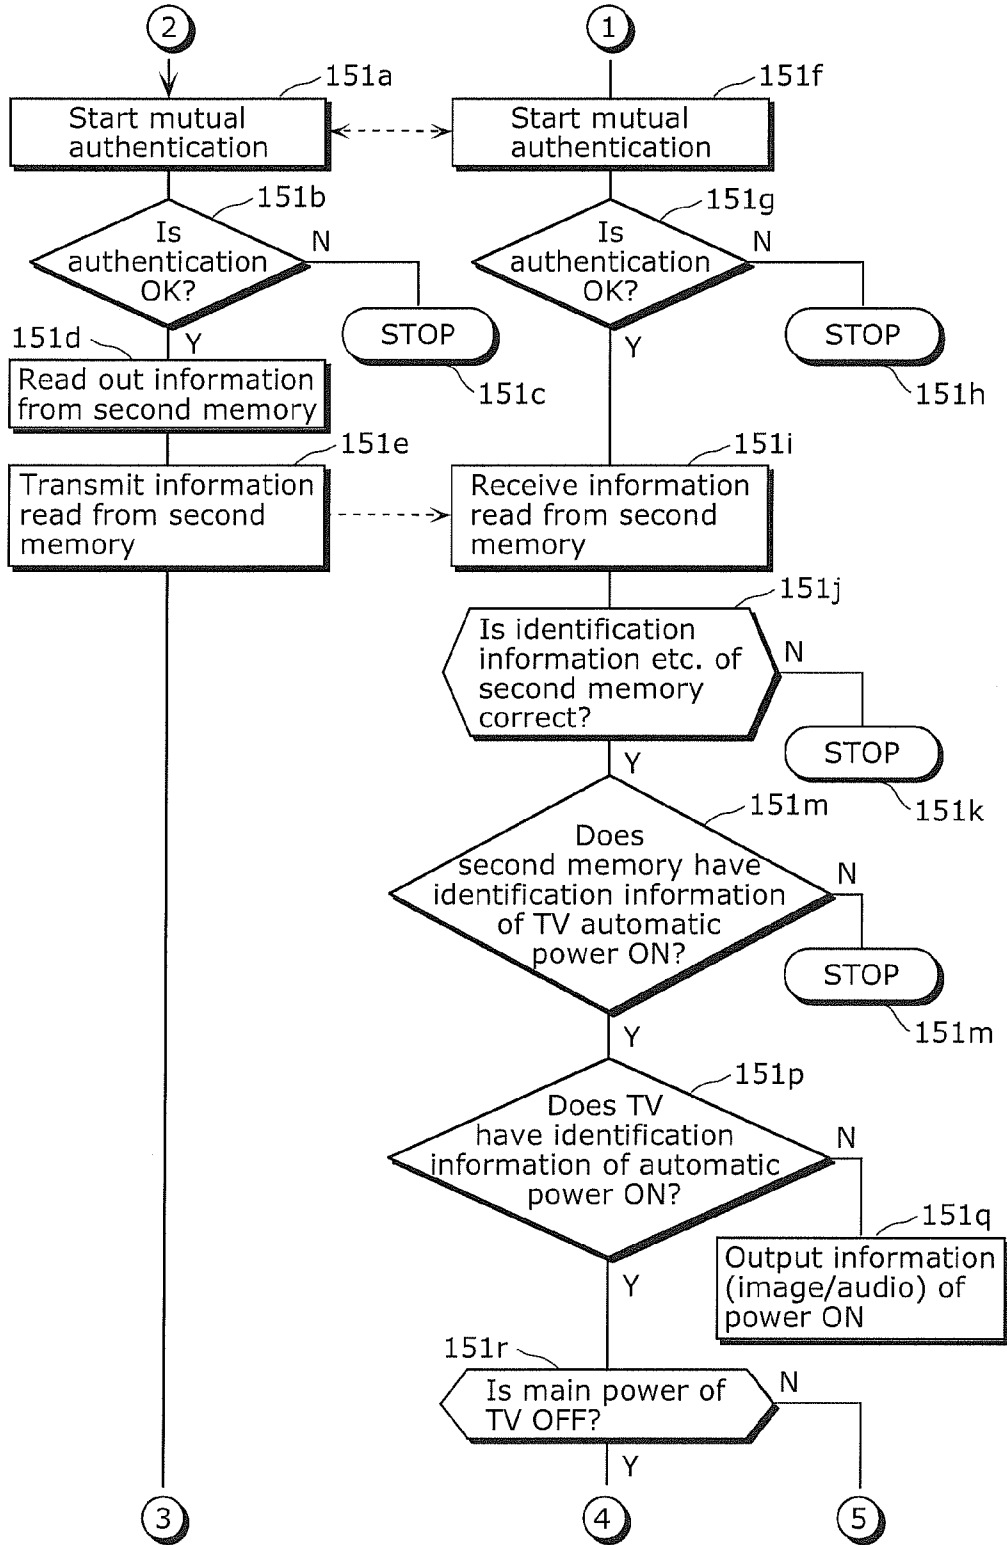 2
1
151a
151f
Start mutual
authentication
Start mutual
authentication
151b
151g
Is
authentication
OK?
N
Is
authentication
OK?
N
STOP
STOP
151d
Y
Y
151c
151h
Read out information
from second memory
151e
151i
Transmit information
read from second
memory
Receive information
read from second
memory
151j
Is identification
information etc. of
second memory
correct?
N
STOP
Y
151k
151m
Does
second memory have
identification information
of TV automatic
power ON?
N
STOP
151m
Y
151p
Does TV
have identification
information of automatic
power ON?
N
151q
Output information
(image/audio) of
power ON
Y
151r
Is main power of
TV OFF?
N
Y
3
4
5